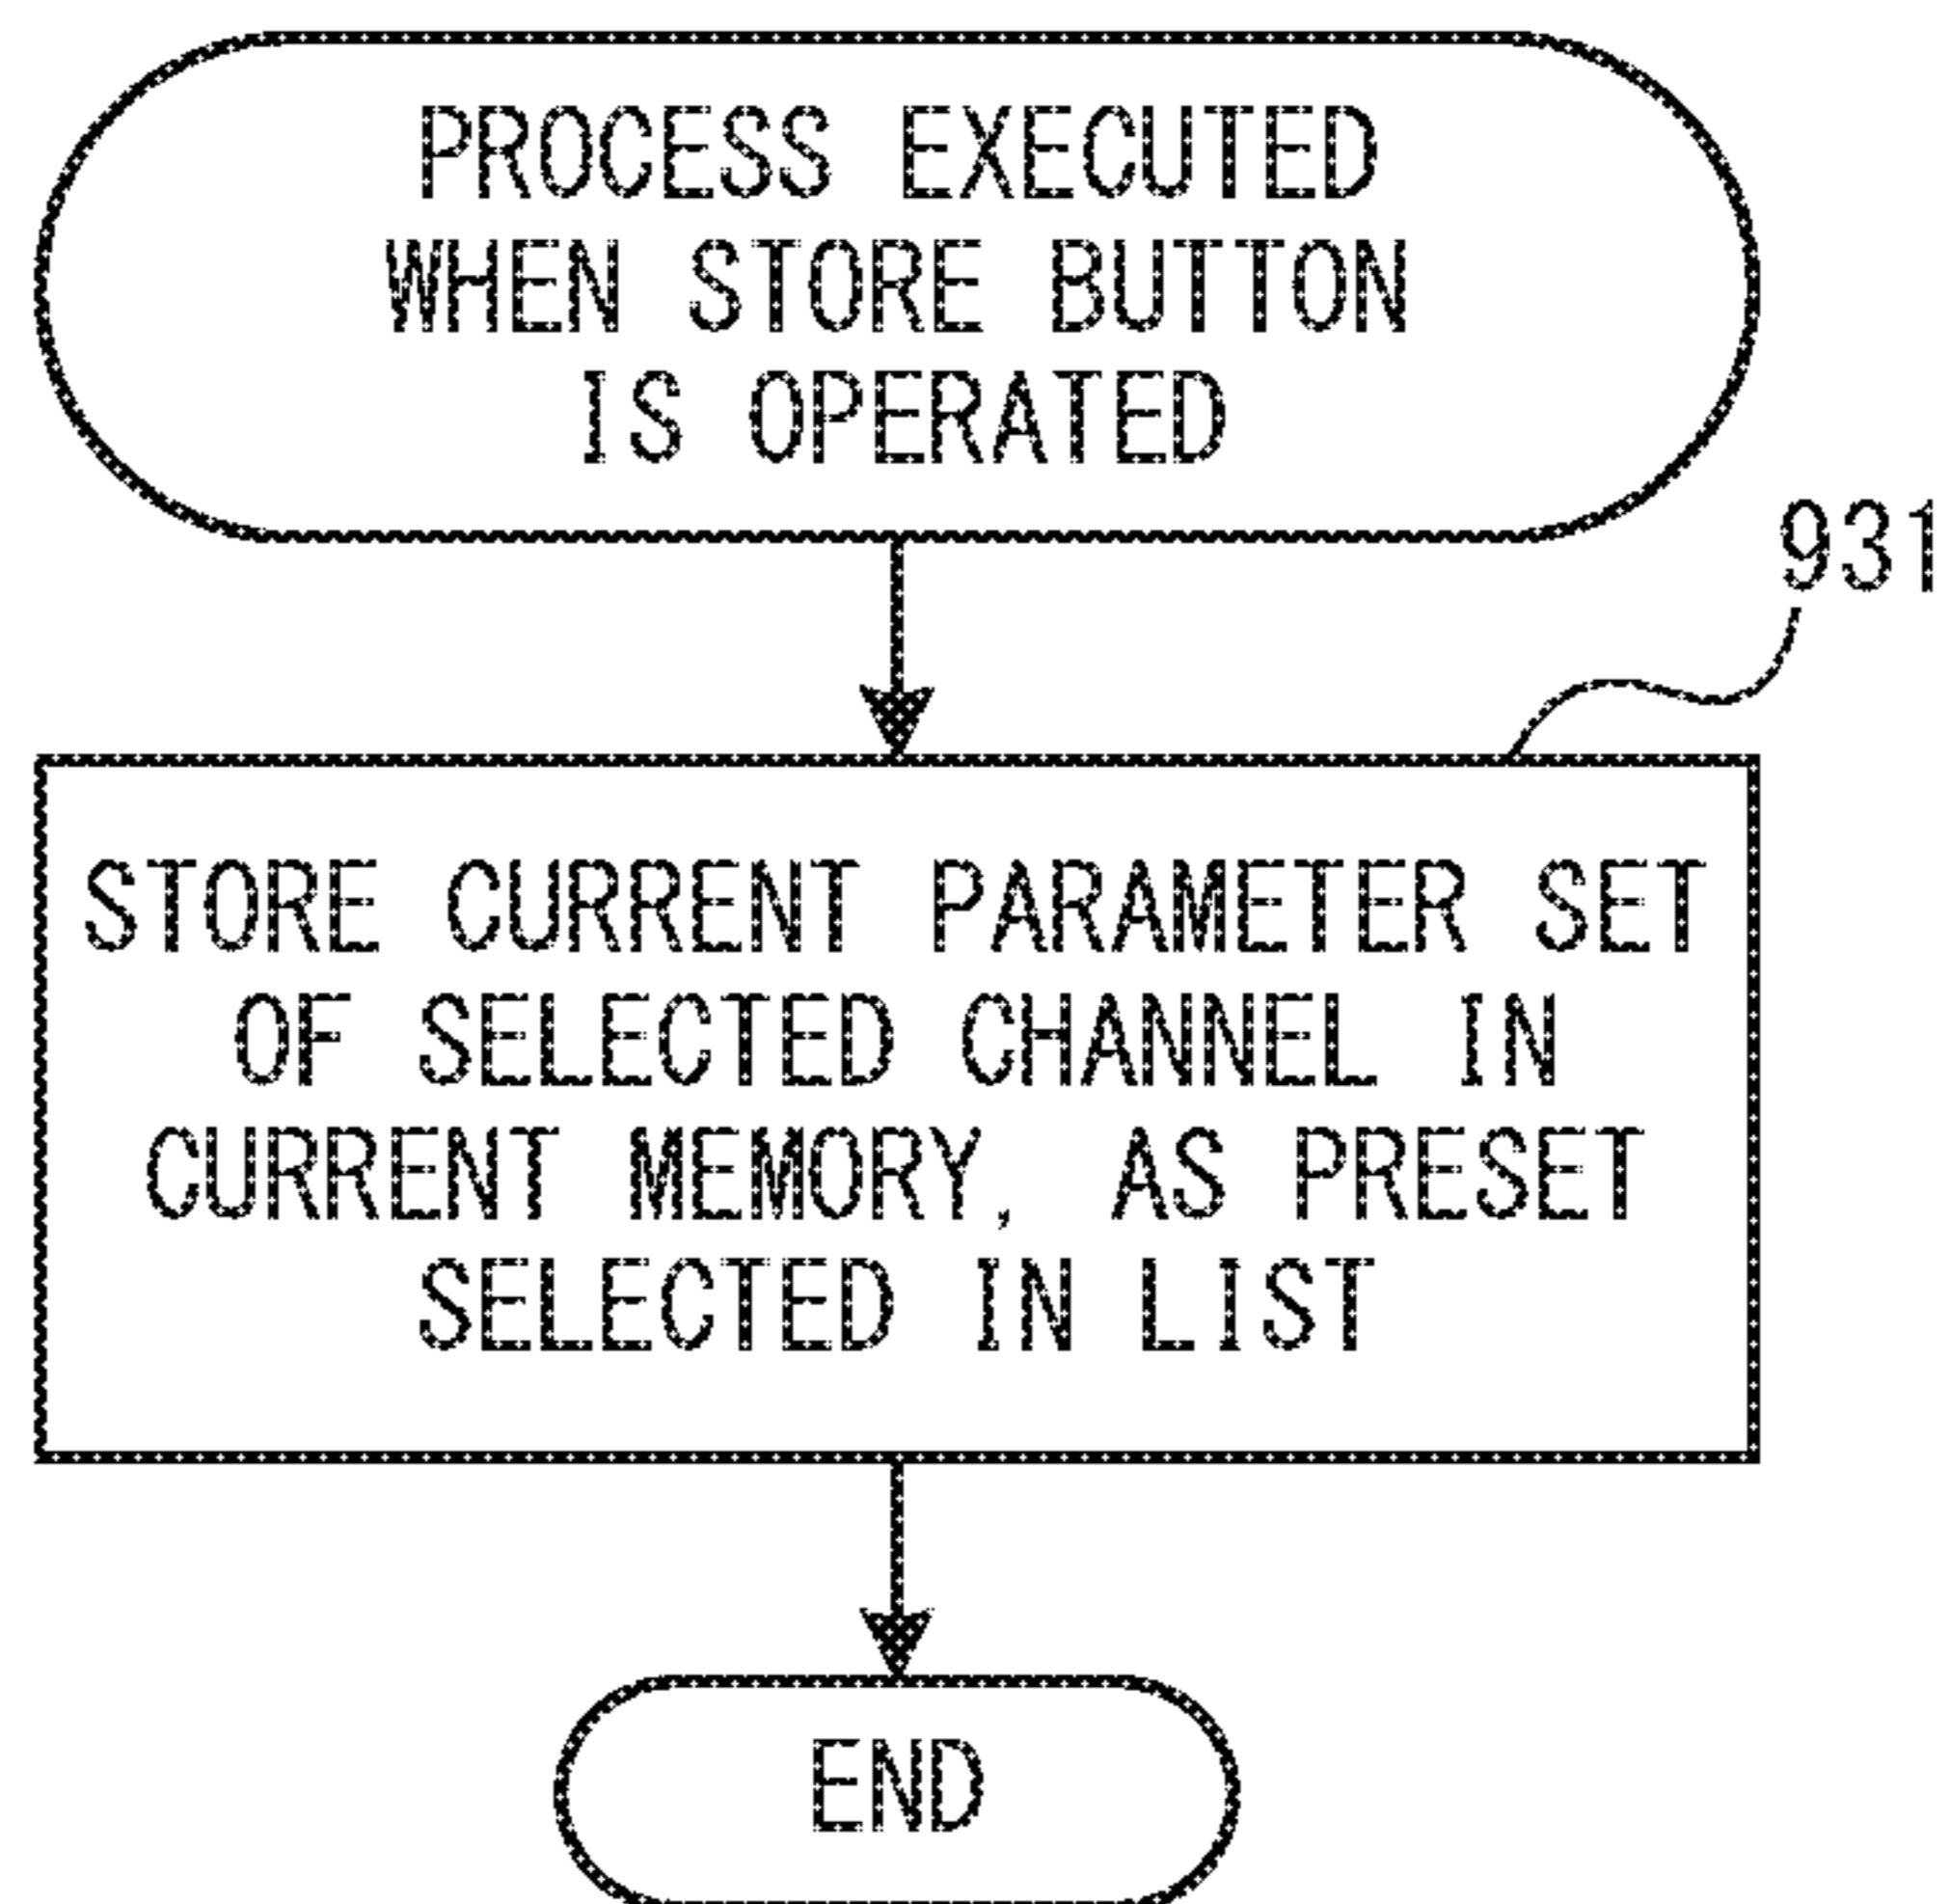 PROCESS EXECUTED
WHEN STORE BUTTON
IS OPERATED
931
STORE CURRENT PARAMETER SET
OF SELECTED CHANNEL IN
CURRENT MEMORY, AS PRESET
SELECTED IN LIST
END